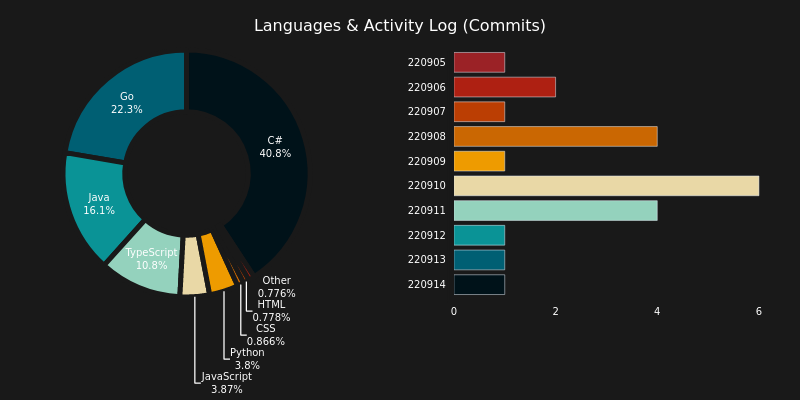 Languages & Activity Log (Commits)
Go
22.3%
C#
40.8%
Java
16.1%
TypeScript
10.8%
Other
0.776%
HTML
0.778%
CSS
0.866%
Python
3.8%
JavaScript
3.87%
220905
220906
220907
220908
220909
220910
220911
220912
220913
220914
0 2 4 6